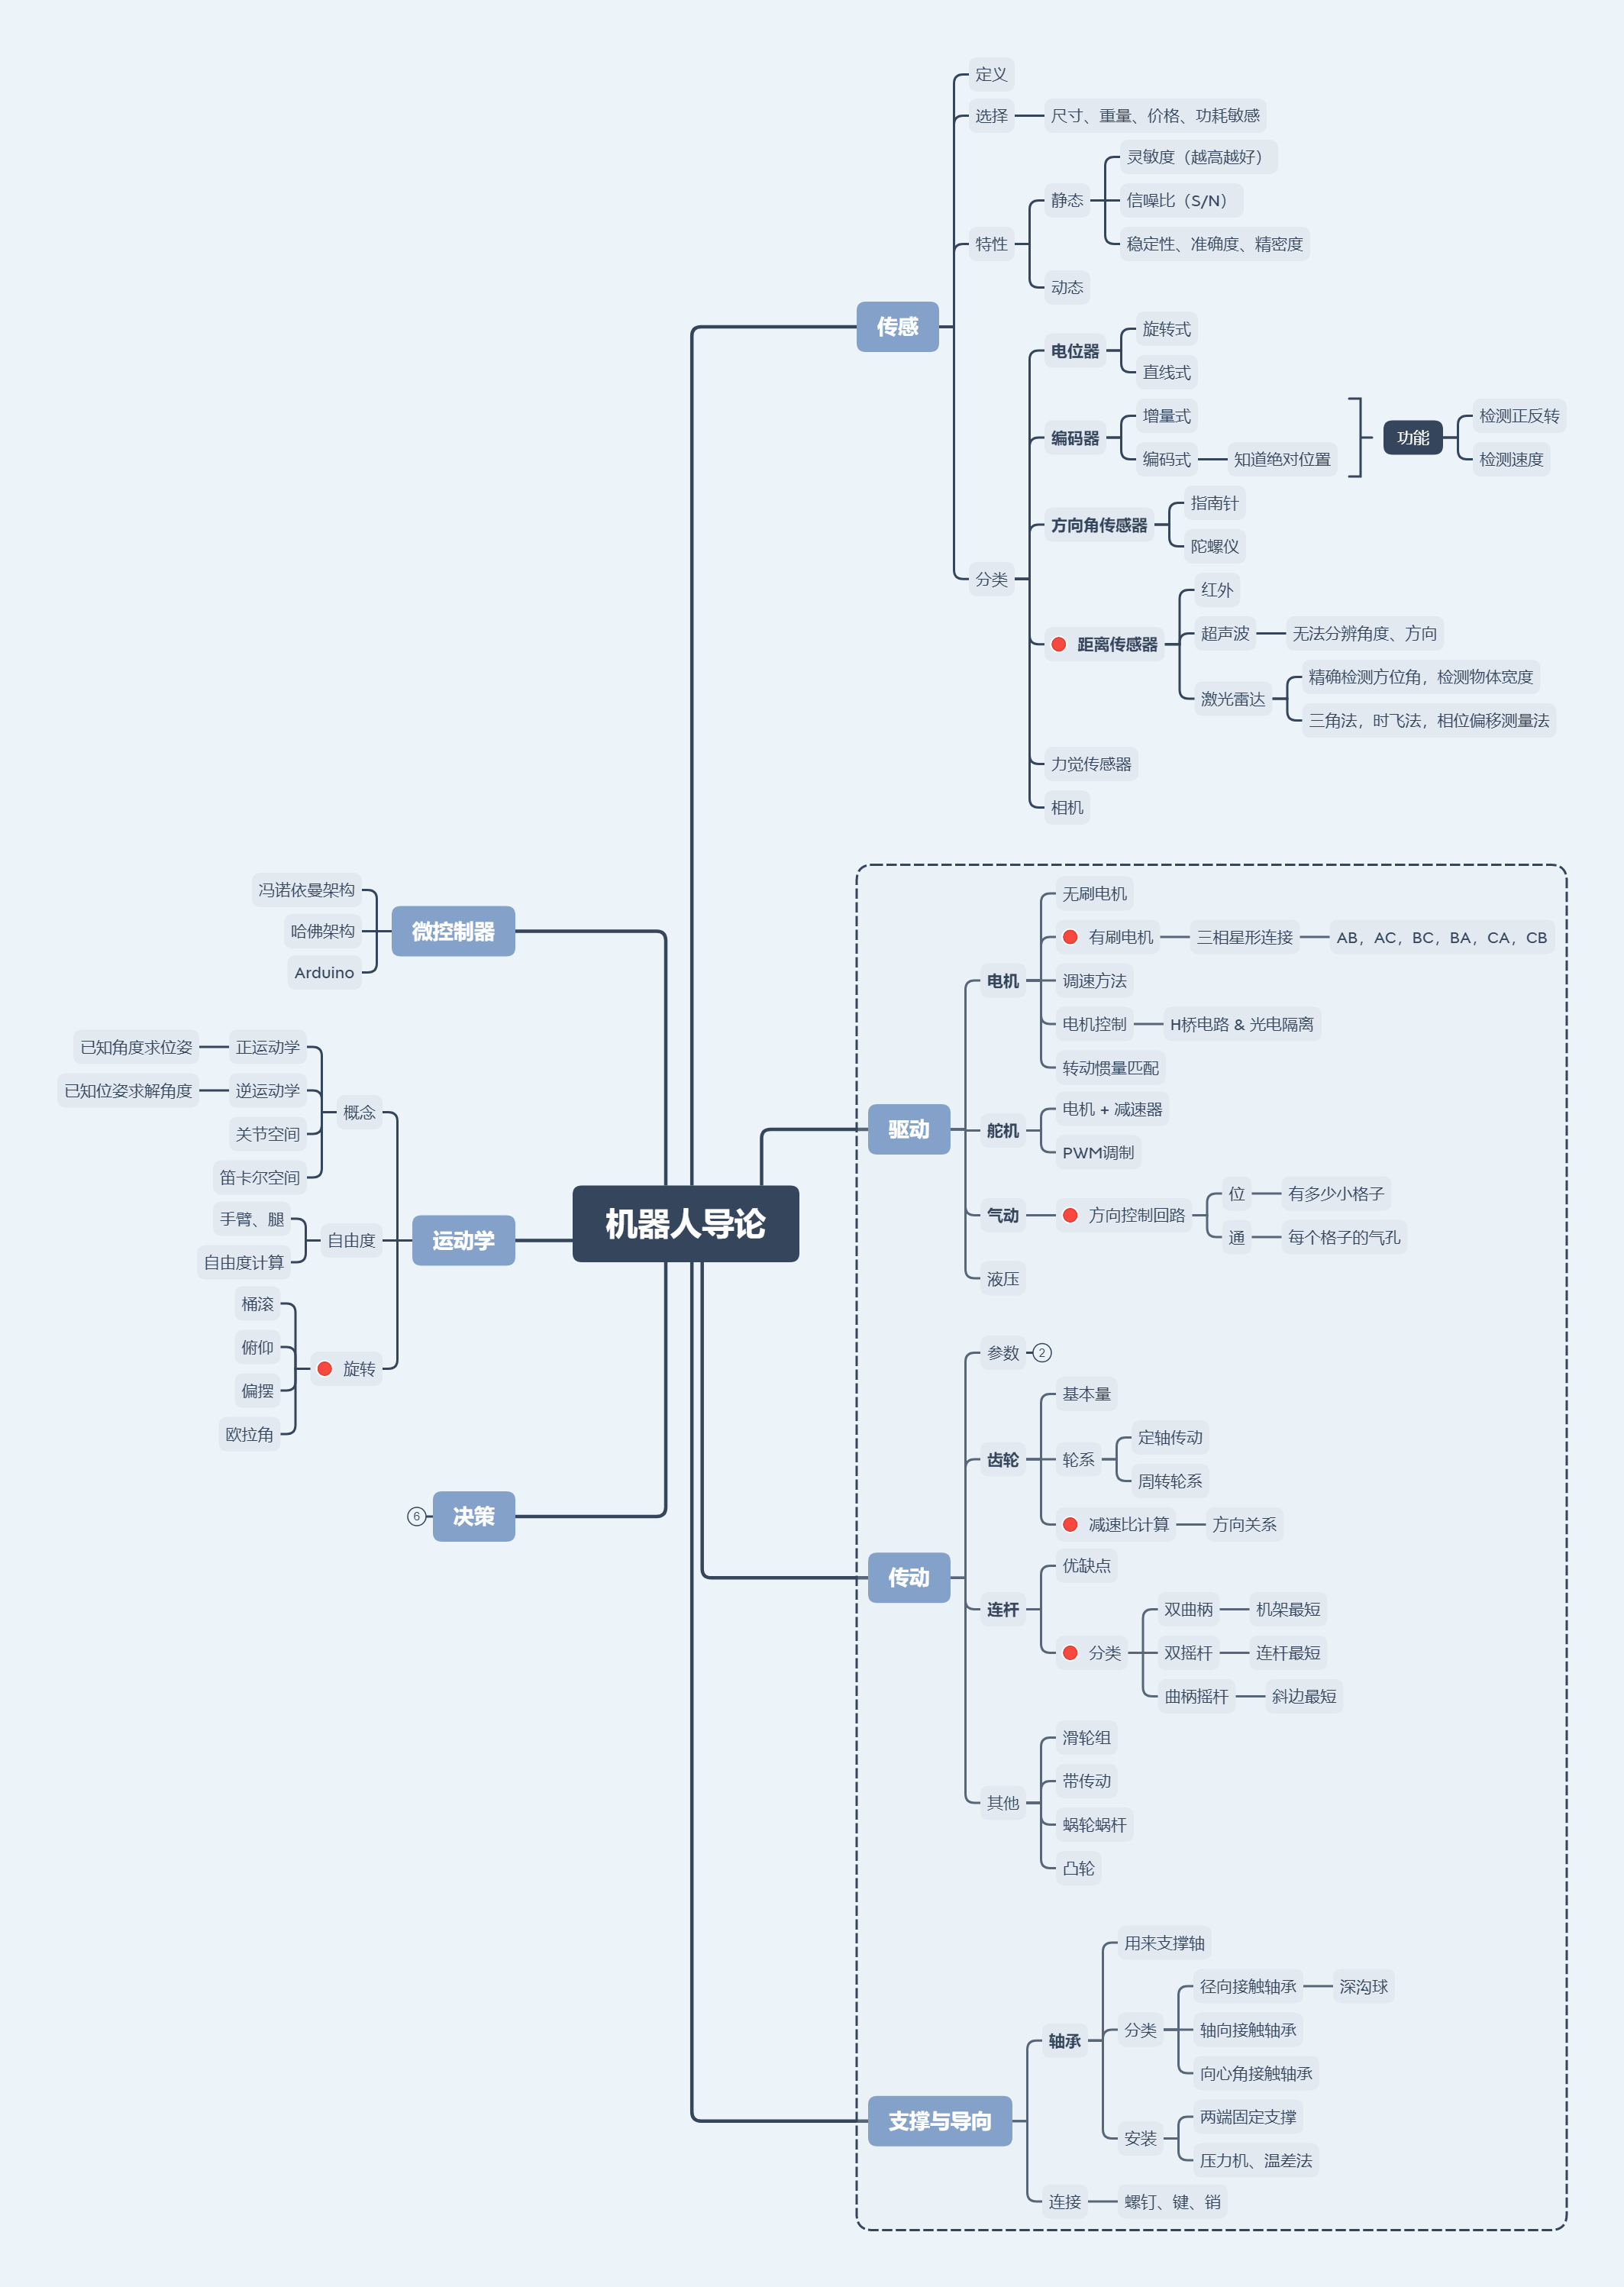 机器人导论
传感
定义
选择
尺寸、重量、价格、功耗敏感
特性
静态
灵敏度（越高越好）
信噪比（S/N）
稳定性、准确度、精密度
动态
分类
电位器
旋转式
直线式
编码器
增量式
编码式
知道绝对位置
功能
检测正反转
检测速度
方向角传感器
指南针
陀螺仪
距离传感器
红外
超声波
无法分辨角度、方向
激光雷达
精确检测方位角，检测物体宽度
三角法，时飞法，相位偏移测量法
力觉传感器
相机
驱动
电机
无刷电机
有刷电机
三相星形连接
AB，AC，BC，BA，CA，CB
调速方法
电机控制
H桥电路 & 光电隔离
转动惯量匹配
舵机
电机 + 减速器
PWM调制
气动
方向控制回路
位
有多少小格子
通
每个格子的气孔
液压
传动
参数
2
齿轮
基本量
轮系
定轴传动
周转轮系
减速比计算
方向关系
连杆
优缺点
分类
双曲柄
机架最短
双摇杆
连杆最短
曲柄摇杆
斜边最短
其他
滑轮组
带传动
蜗轮蜗杆
凸轮
支撑与导向
轴承
用来支撑轴
分类
径向接触轴承
深沟球
轴向接触轴承
向心角接触轴承
安装
两端固定支撑
压力机、温差法
连接
螺钉、键、销
微控制器
冯诺依曼架构
哈佛架构
Arduino
运动学
概念
正运动学
已知角度求位姿
逆运动学
已知位姿求解角度
关节空间
笛卡尔空间
自由度
手臂、腿
自由度计算
旋转
桶滚
俯仰
偏摆
欧拉角
决策
6